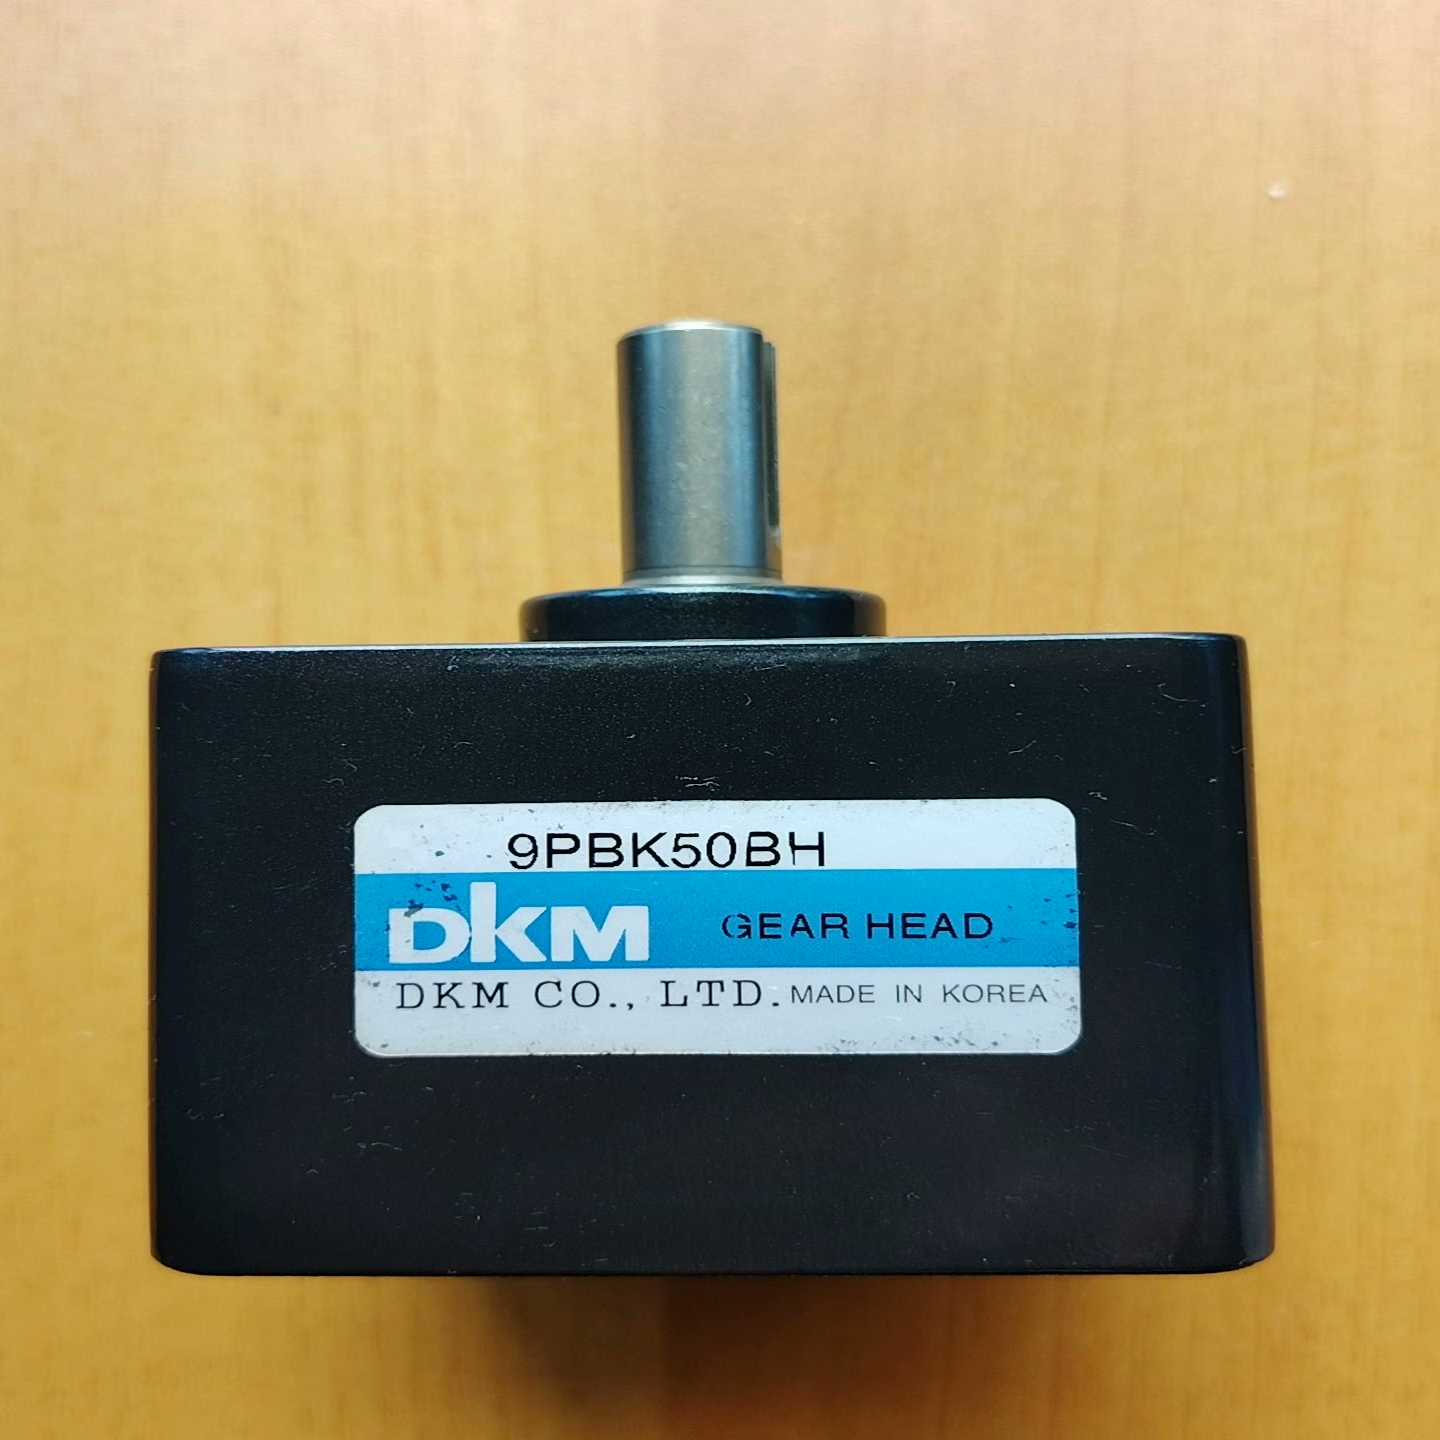 9PBK50BH
DKM GEAR HEAD
DKM CO., LTD. MADE IN KOREA